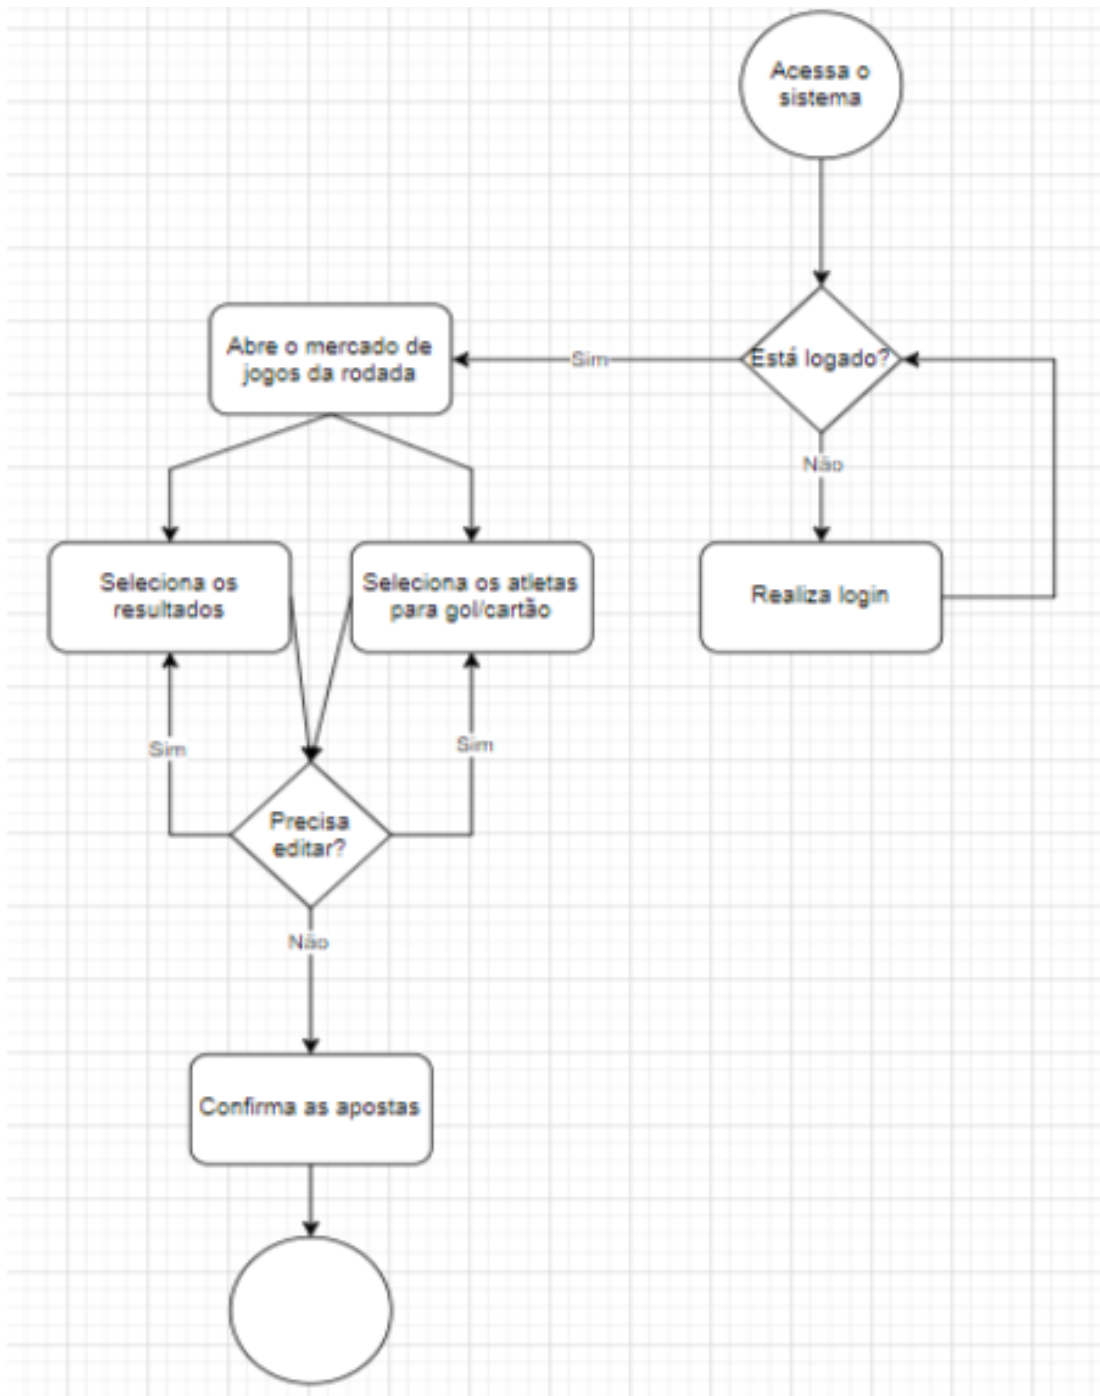 Acessa o
sistema
Está logado?
Sim
Não
Realiza login
Abre o mercado de
jogos da rodada
Seleciona os
resultados
Seleciona os atletas
para gol/cartão
Sim
Sim
Precisa
editar?
Não
Confirma as apostas